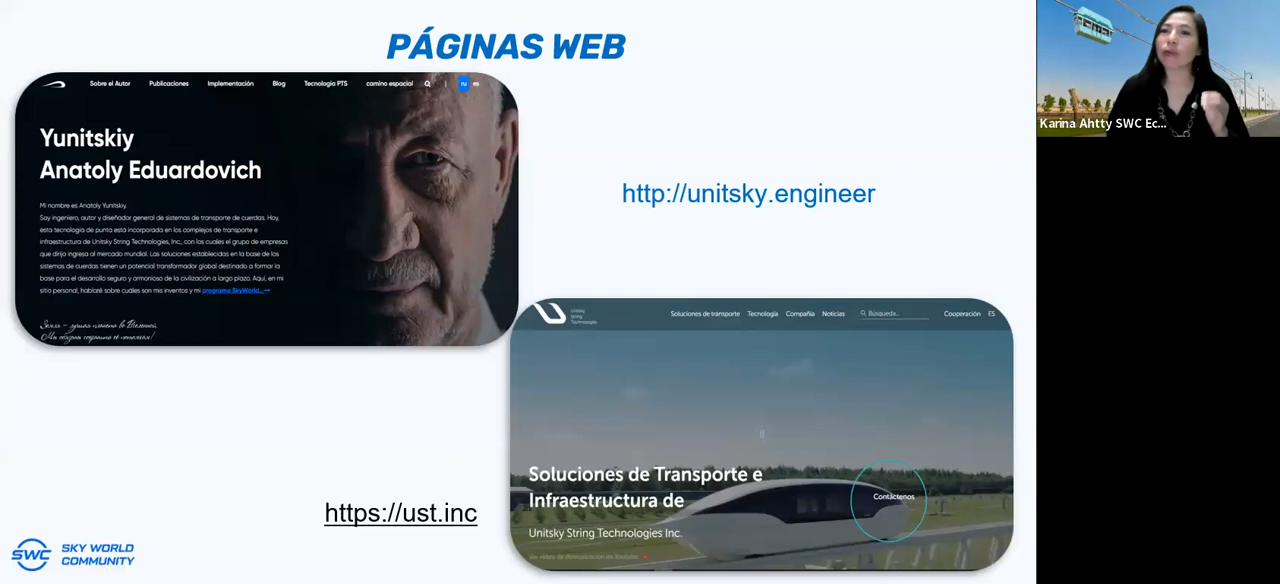 PÁGINAS WEB
Sobre el Autor Publicaciones Implementación Blog Tecnología PTS camino espacial ru es
Yunitskiy
Anatoly Eduardovich
Mi nombre es Anatoly Yunitskiy.
Soy ingeniero, autor y diseñador general de sistemas de transporte de cuerdas. Hoy,
esta tecnología de punta está incorporada en los complejos de transporte e
infraestructura de Unitsky String Technologies, Inc., con los cuales el grupo de empresas
que dirijo ingresa al mercado mundial. Las soluciones establecidas en la base de los
sistemas de cuerdas tienen un potencial transformador global destinado a formar la
base para el desarrollo seguro y armonioso de la civilización a largo plazo. Aquí, en mi
sitio personal, hablaré sobre cuáles son mis inventos y mi programa SkyWorld...→
http://unitsky.engineer
Karina Ahtty SWC Ec...
Unitsky
String
Technologies
Soluciones de transporte Tecnología Compañía Noticias Búsqueda... Cooperación ES
Soluciones de Transporte e
Infraestructura de
Contáctenos
Unitsky String Technologies Inc.
https://ust.inc
SWC SKY WORLD
COMMUNITY